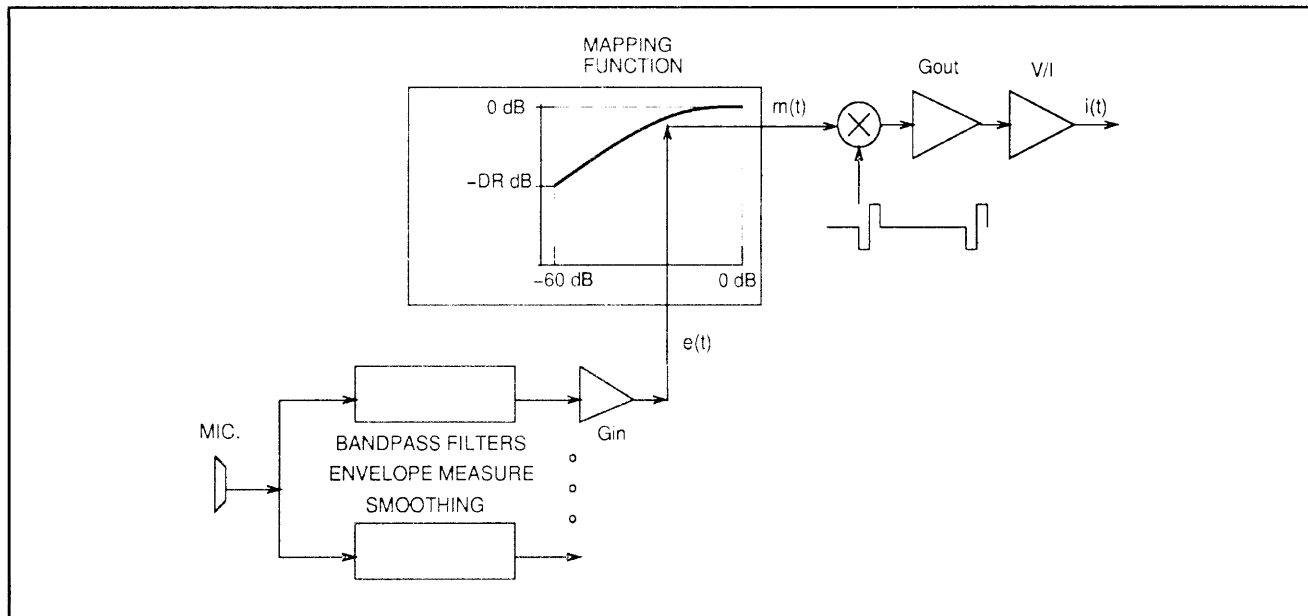 MAPPING
FUNCTION
Gout
V/I
0 dB
m(t)
i(t)
−DR dB
−60 dB
0 dB
e(t)
MIC.
Gin
BANDPASS FILTERS
ENVELOPE MEASURE
SMOOTHING